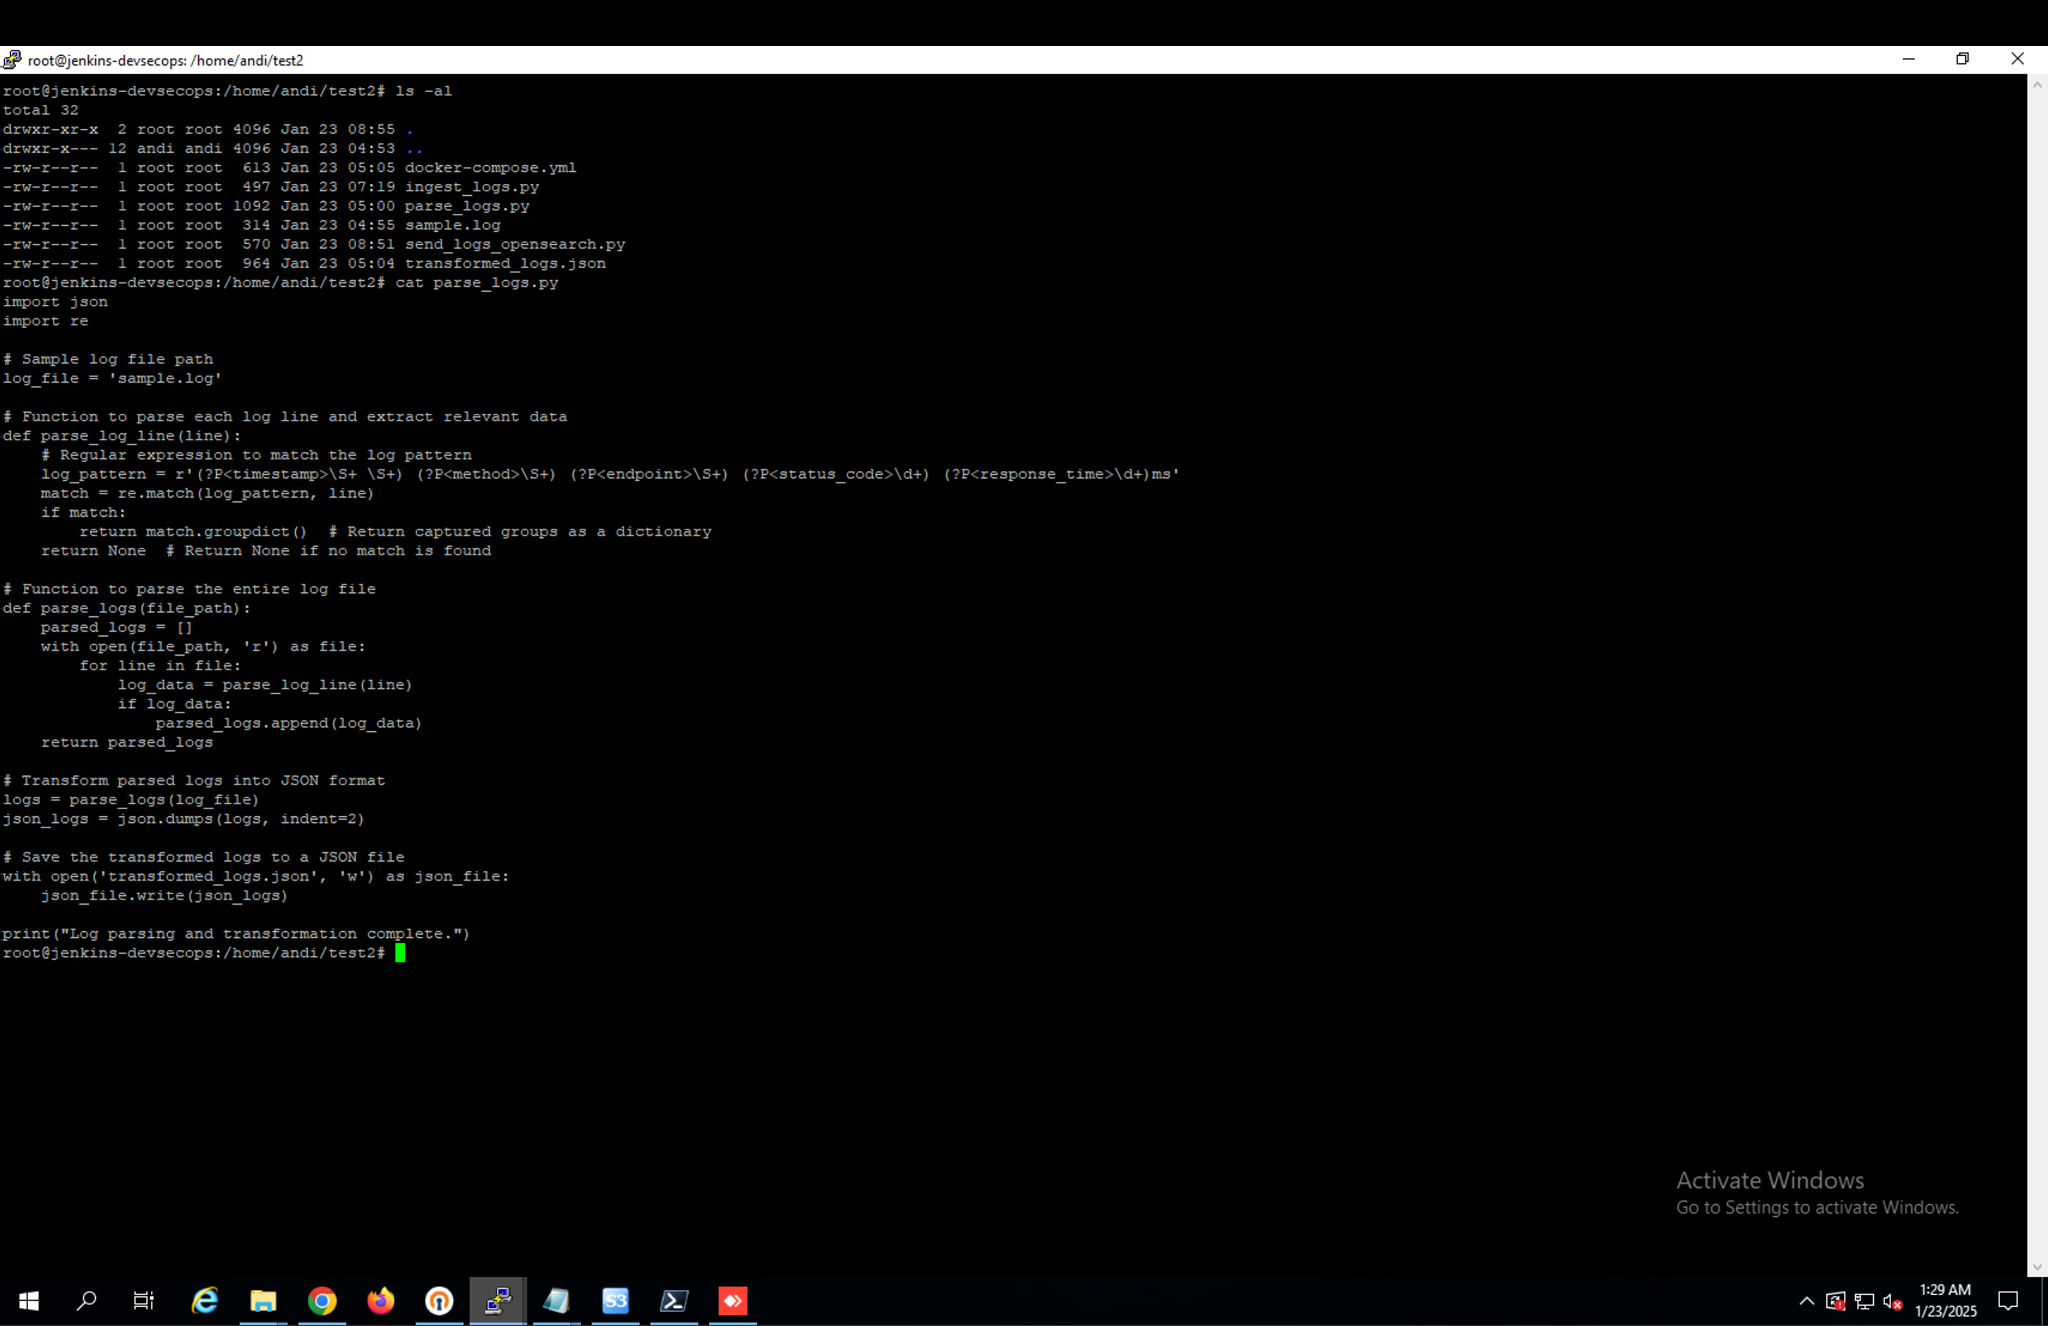 root@jenkins-devsecops: /home/andi/test2
root@jenkins-devsecops:/home/andi/test2# ls -al
total 32
drwxr-xr-x  2 root root 4096 Jan 23 08:55 .
drwxr-x--- 12 andi andi 4096 Jan 23 04:53 ..
-rw-r--r--  1 root root  613 Jan 23 05:05 docker-compose.yml
-rw-r--r--  1 root root  497 Jan 23 07:19 ingest_logs.py
-rw-r--r--  1 root root 1092 Jan 23 05:00 parse_logs.py
-rw-r--r--  1 root root  314 Jan 23 04:55 sample.log
-rw-r--r--  1 root root  570 Jan 23 08:51 send_logs_opensearch.py
-rw-r--r--  1 root root  964 Jan 23 05:04 transformed_logs.json
root@jenkins-devsecops:/home/andi/test2# cat parse_logs.py
import json
import re

# Sample log file path
log_file = 'sample.log'

# Function to parse each log line and extract relevant data
def parse_log_line(line):
    # Regular expression to match the log pattern
    log_pattern = r'(?P<timestamp>\S+ \S+) (?P<method>\S+) (?P<endpoint>\S+) (?P<status_code>\d+) (?P<response_time>\d+)ms'
    match = re.match(log_pattern, line)
    if match:
        return match.groupdict()  # Return captured groups as a dictionary
    return None  # Return None if no match is found

# Function to parse the entire log file
def parse_logs(file_path):
    parsed_logs = []
    with open(file_path, 'r') as file:
        for line in file:
            log_data = parse_log_line(line)
            if log_data:
                parsed_logs.append(log_data)
    return parsed_logs

# Transform parsed logs into JSON format
logs = parse_logs(log_file)
json_logs = json.dumps(logs, indent=2)

# Save the transformed logs to a JSON file
with open('transformed_logs.json', 'w') as json_file:
    json_file.write(json_logs)

print("Log parsing and transformation complete.")
root@jenkins-devsecops:/home/andi/test2#
Activate Windows
Go to Settings to activate Windows.
S3
1:29 AM
1/23/2025